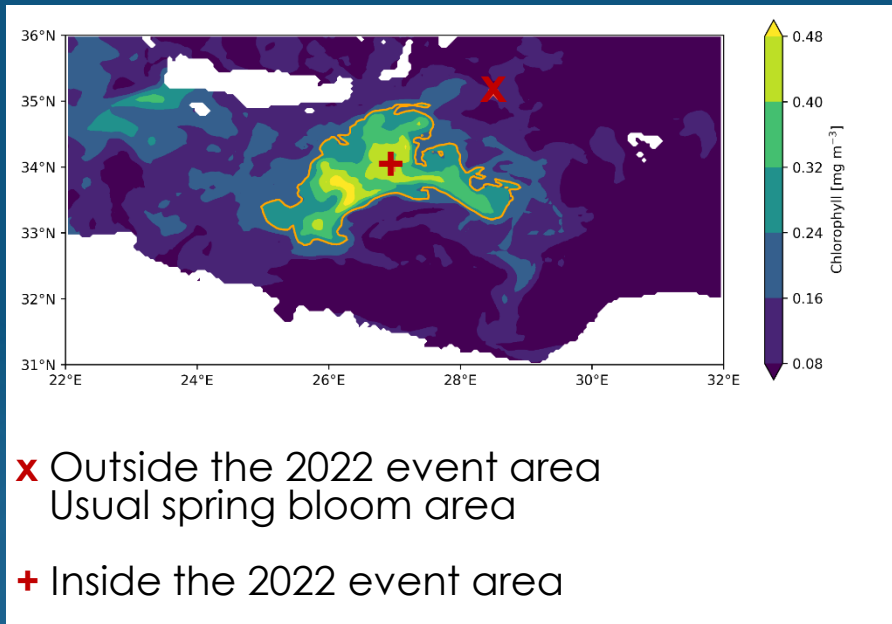 36°N
35°N
34°N
33°N
32°N
31°N
22°E 24°E 26°E 28°E 30°E 32°E
0.48
0.40
0.32
0.24
0.16
0.08
Chlorophyll [mg m⁻³]
x
+
x Outside the 2022 event area
Usual spring bloom area
+ Inside the 2022 event area